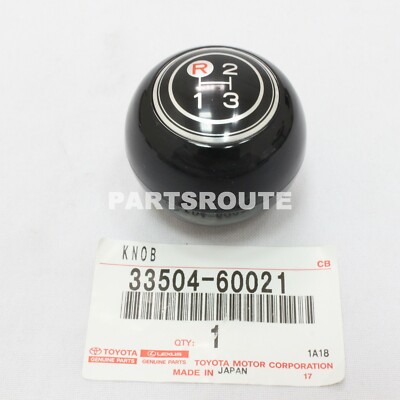 R 2
1 3
PARTSROUTE
KNOB
CB
33504-60021
QTY: 1
1A1B
TOYOTA LEXUS TOYOTA MOTOR CORPORATION
GENUINE PARTS GENUINE PARTS
MADE IN JAPAN 17